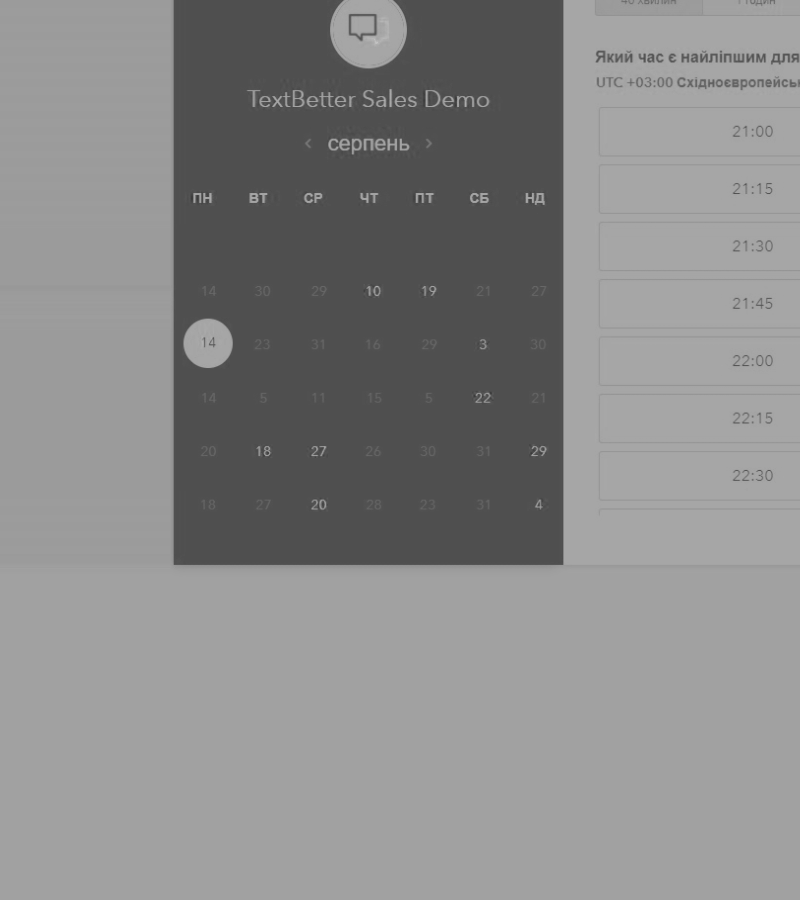 TextBetter Sales Demo
‹ серпень ›
ПН ВТ СР ЧТ ПТ СБ НД
14 30 29 10 19 21 27
14 23 31 16 29 3 30
14 5 11 15 5 22 21
20 18 27 26 30 31 29
18 27 20 28 23 31 4
40 хвилин 1 годин
Який час є найліпшим для
UTC +03:00 Східноєвропейськ
21:00
21:15
21:30
21:45
22:00
22:15
22:30